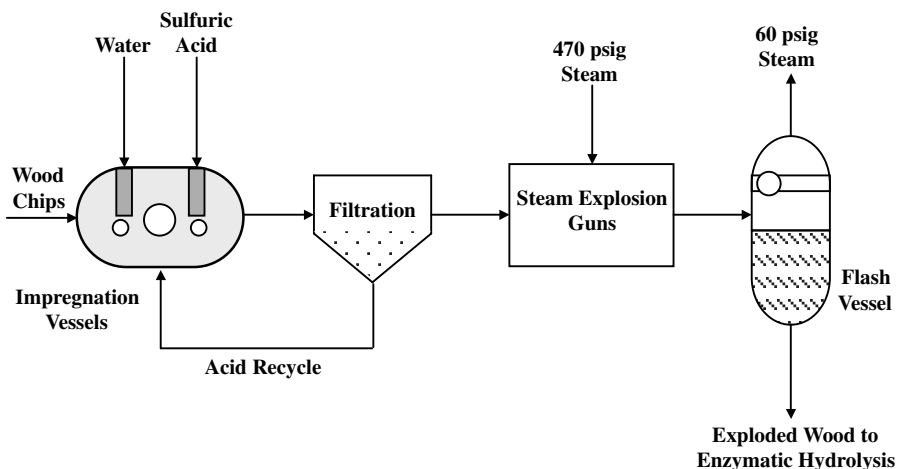 Water
Sulfuric
Acid
470 psig
Steam
60 psig
Steam
Wood
Chips
Filtration
Steam Explosion
Guns
Impregnation
Vessels
Flash
Vessel
Acid Recycle
Exploded Wood to
Enzymatic Hydrolysis